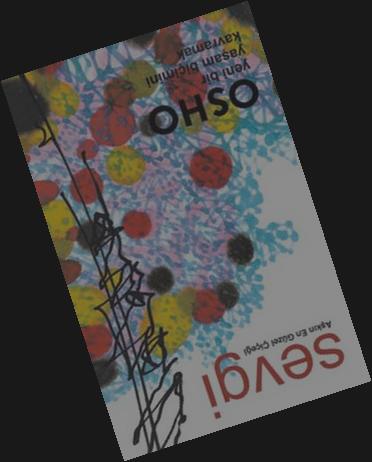 sevgi
Aşkın En Güzel Çiçeği
OSHO
yeni bir
yaşam biçimini
kavramak